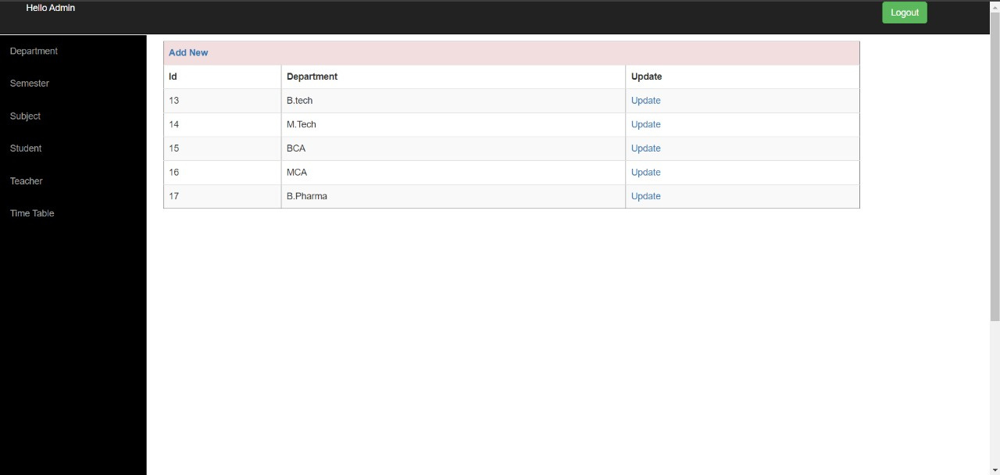 Hello Admin
Logout
Department
Semester
Subject
Student
Teacher
Time Table
Add New
Id Department Update
13 B.tech Update
14 M.Tech Update
15 BCA Update
16 MCA Update
17 B.Pharma Update